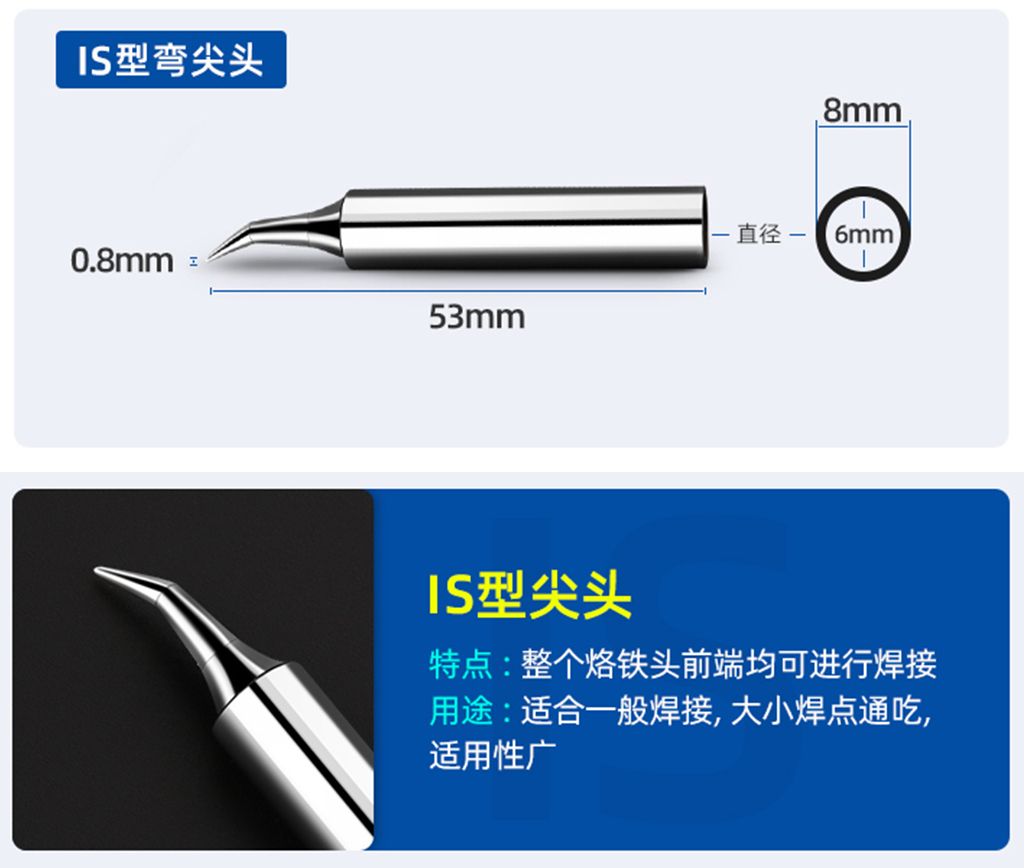 IS型弯尖头
8mm
0.8mm
直径
6mm
53mm
IS
IS型尖头
特点：整个烙铁头前端均可进行焊接
用途：适合一般焊接, 大小焊点通吃,
适用性广